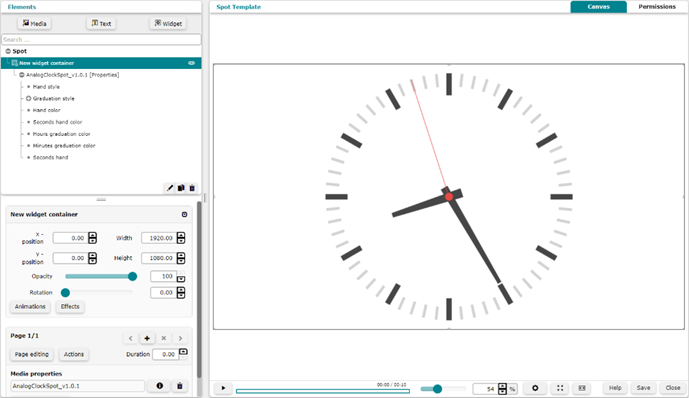 Elements
Media Text Widget
Search ...
Spot
New widget container
AnalogClockSpot_v1.0.1 [Properties]
Hand style
Graduation style
Hand color
Seconds hand color
Hours graduation color
Minutes graduation color
Seconds hand
New widget container
X - position 0.00 Width 1920.00
Y - position 0.00 Height 1080.00
Opacity 100
Rotation 0.00
Animations Effects
Page 1/1
Page editing Actions Duration 0.00
Media properties
AnalogClockSpot_v1.0.1
Spot Template Canvas Permissions
00:00 / 00:10
54 %
Help Save Close